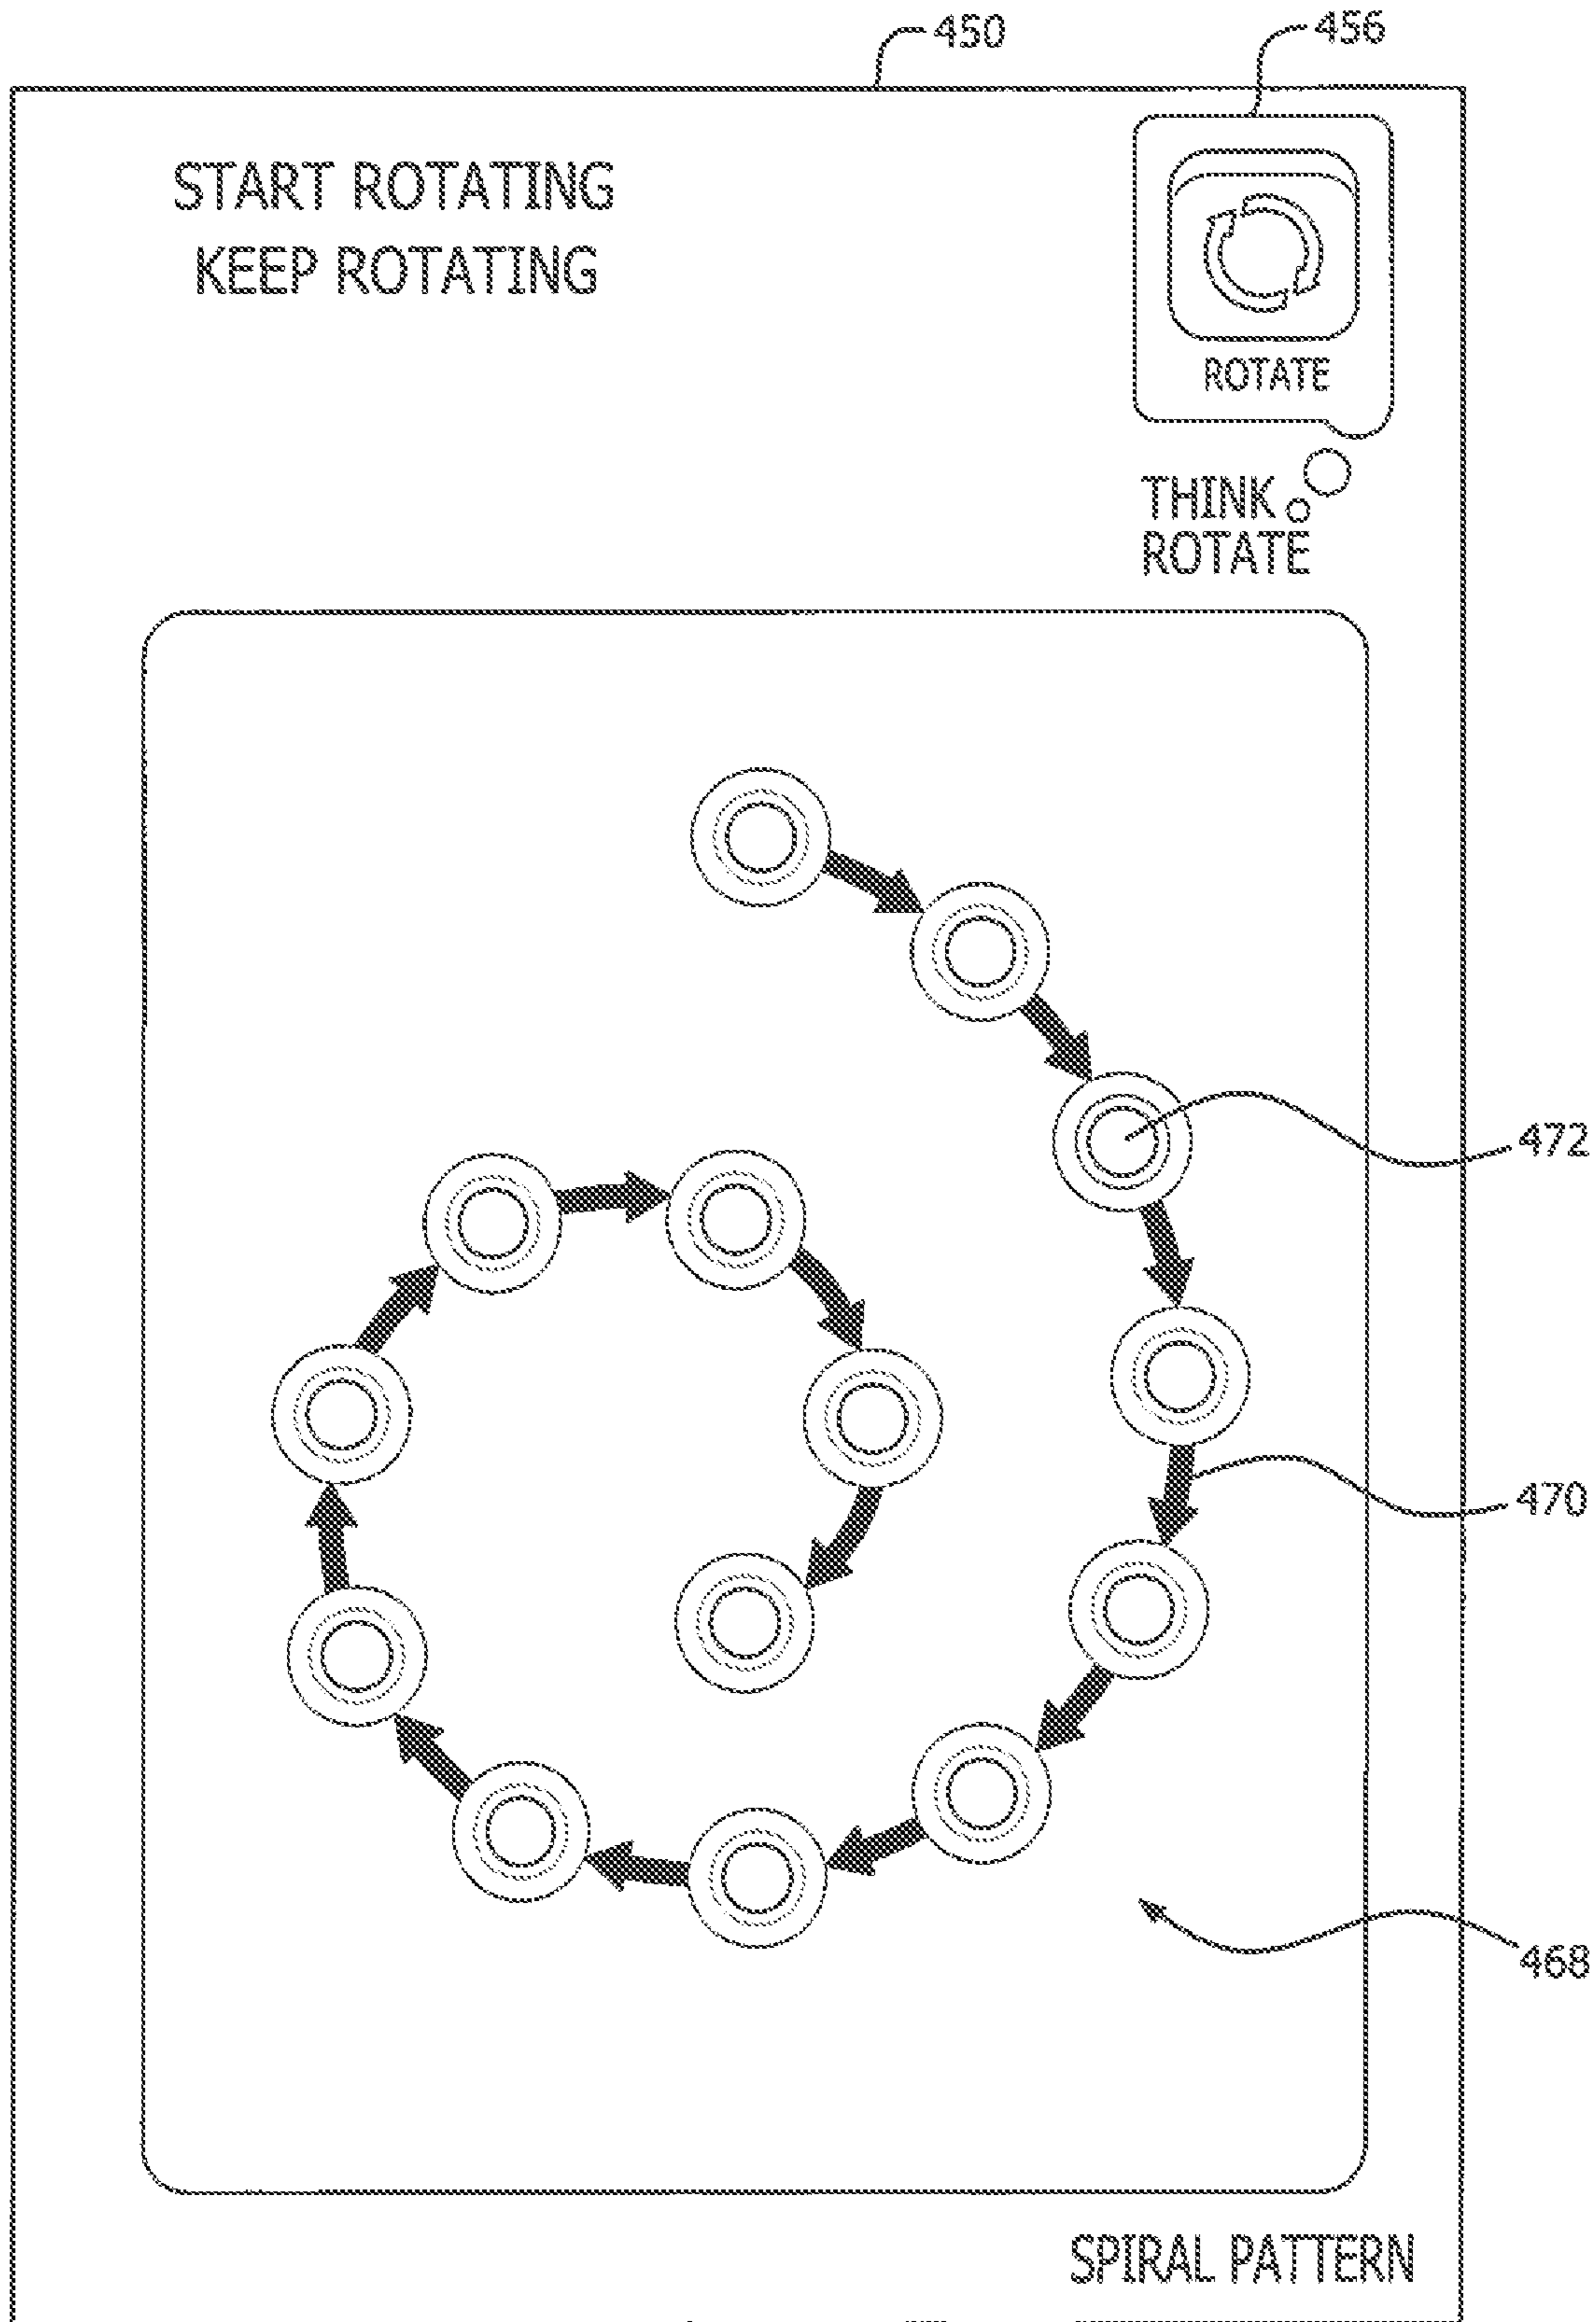 450
456
START ROTATING
KEEP ROTATING
ROTATE
THINK
ROTATE
472
470
468
SPIRAL PATTERN